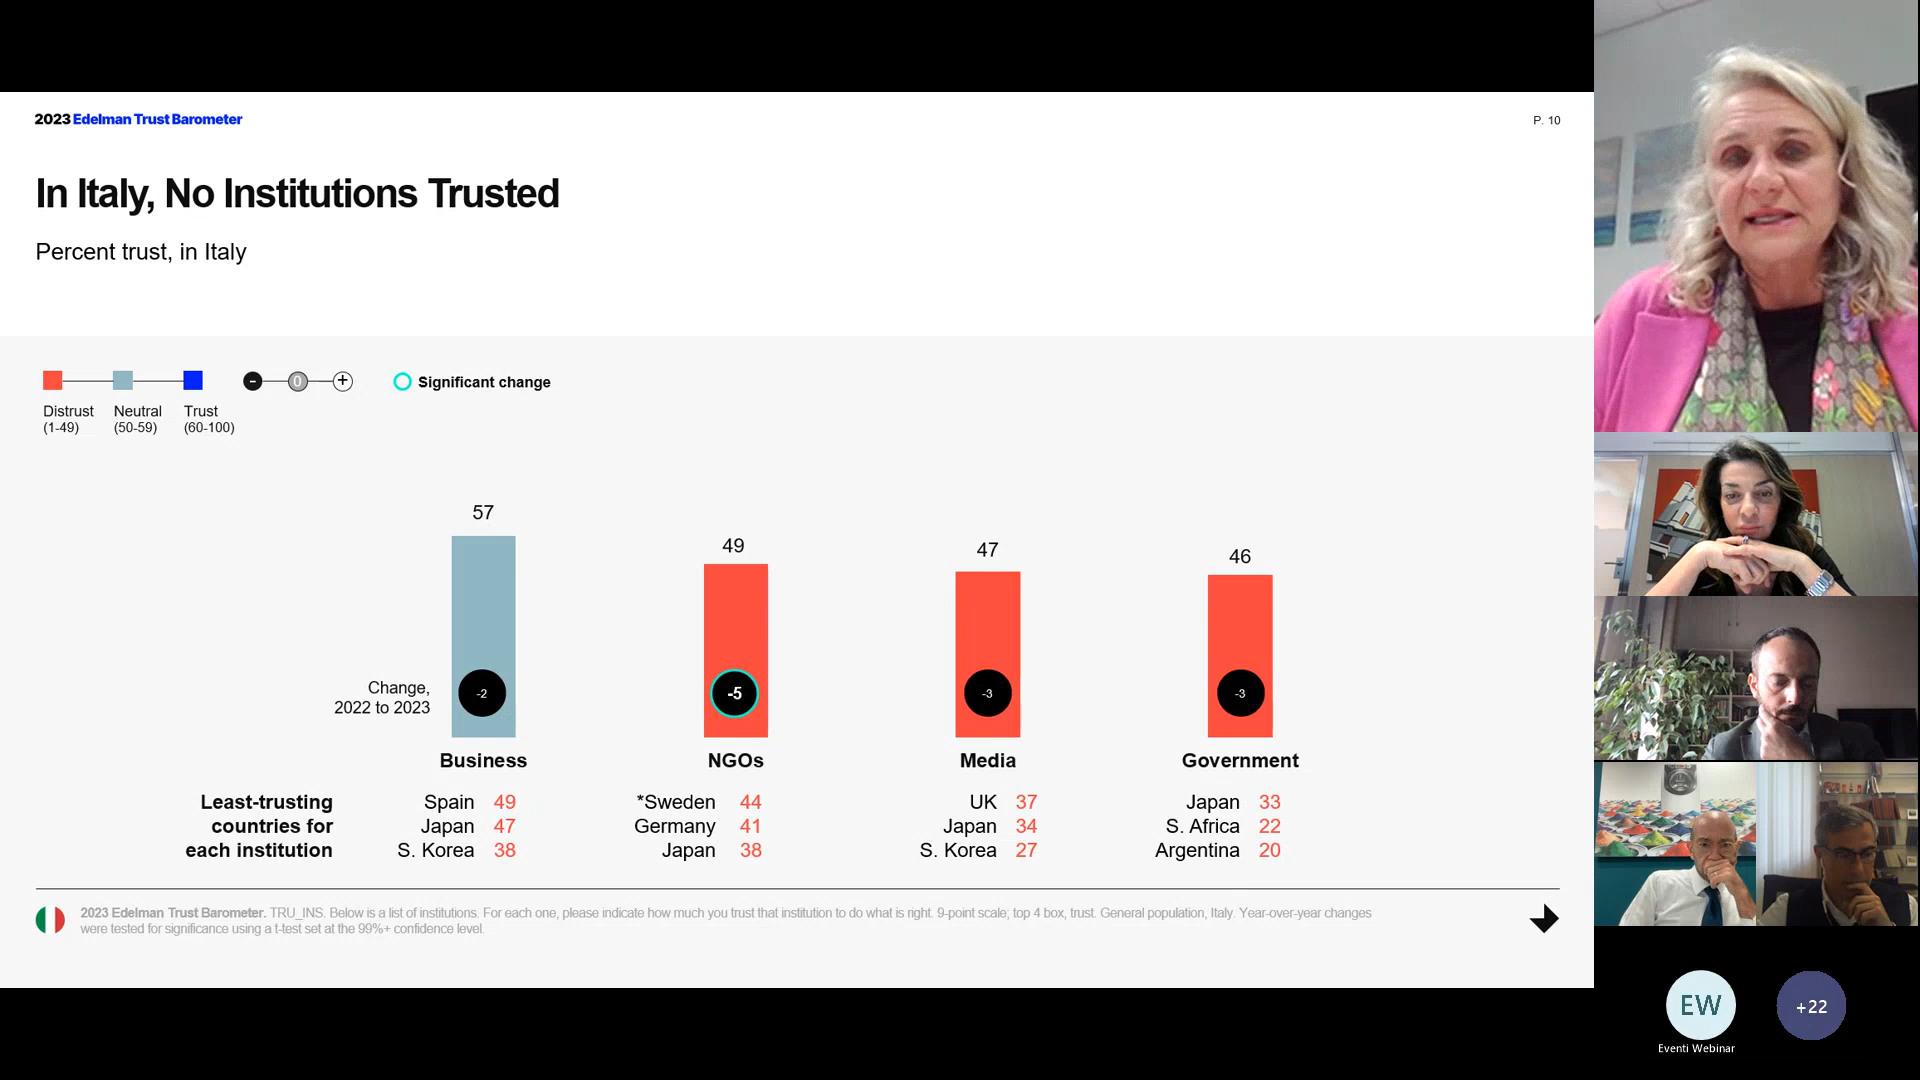 2023 Edelman Trust Barometer
P. 10
In Italy, No Institutions Trusted
Percent trust, in Italy
- 0 +
Significant change
Distrust Neutral Trust
(1-49) (50-59) (60-100)
57 49 47 46
Change,
2022 to 2023
-2 -5 -3 -3
Business NGOs Media Government
Least-trusting
countries for
each institution
Spain 49
Japan 47
S. Korea 38
*Sweden 44
Germany 41
Japan 38
UK 37
Japan 34
S. Korea 27
Japan 33
S. Africa 22
Argentina 20
2023 Edelman Trust Barometer. TRU_INS. Below is a list of institutions. For each one, please indicate how much you trust that institution to do what is right. 9-point scale; top 4 box, trust. General population, Italy. Year-over-year changes
were tested for significance using a t-test set at the 99%+ confidence level.
EW
+22
Eventi Webinar